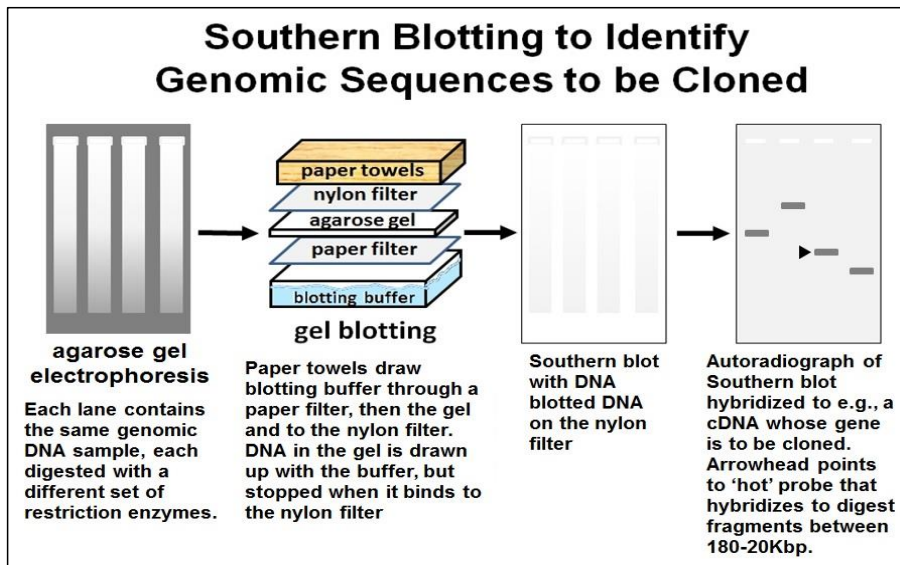 Southern Blotting to Identify
Genomic Sequences to be Cloned
paper towels
nylon filter
agarose gel
paper filter
blotting buffer
gel blotting
agarose gel
electrophoresis
Each lane contains
the same genomic
DNA sample, each
digested with a
different set of
restriction enzymes.
Paper towels draw
blotting buffer through a
paper filter, then the gel
and to the nylon filter.
DNA in the gel is drawn
up with the buffer, but
stopped when it binds to
the nylon filter
Southern blot
with DNA
blotted DNA
on the nylon
filter
Autoradiograph of
Southern blot
hybridized to e.g., a
cDNA whose gene
is to be cloned.
Arrowhead points
to ‘hot’ probe that
hybridizes to digest
fragments between
180-20Kbp.